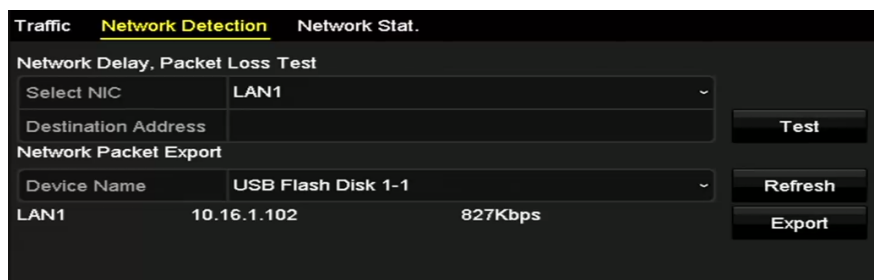 Traffic Network Detection Network Stat.
Network Delay, Packet Loss Test
Select NIC LAN1
Destination Address Test
Network Packet Export
Device Name USB Flash Disk 1-1 Refresh
LAN1 10.16.1.102 827Kbps Export